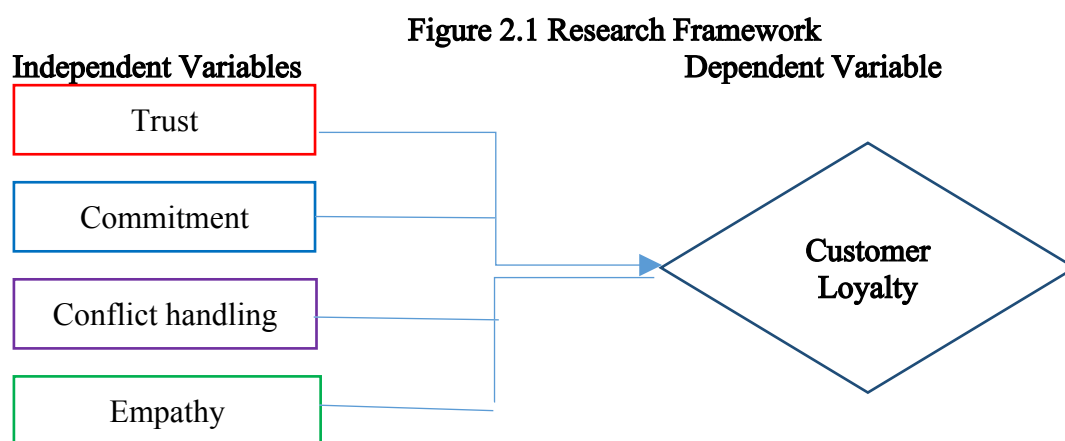 Figure 2.1 Research Framework
Independent Variables
Dependent Variable
Trust
Commitment
Conflict handling
Empathy
Customer
Loyalty